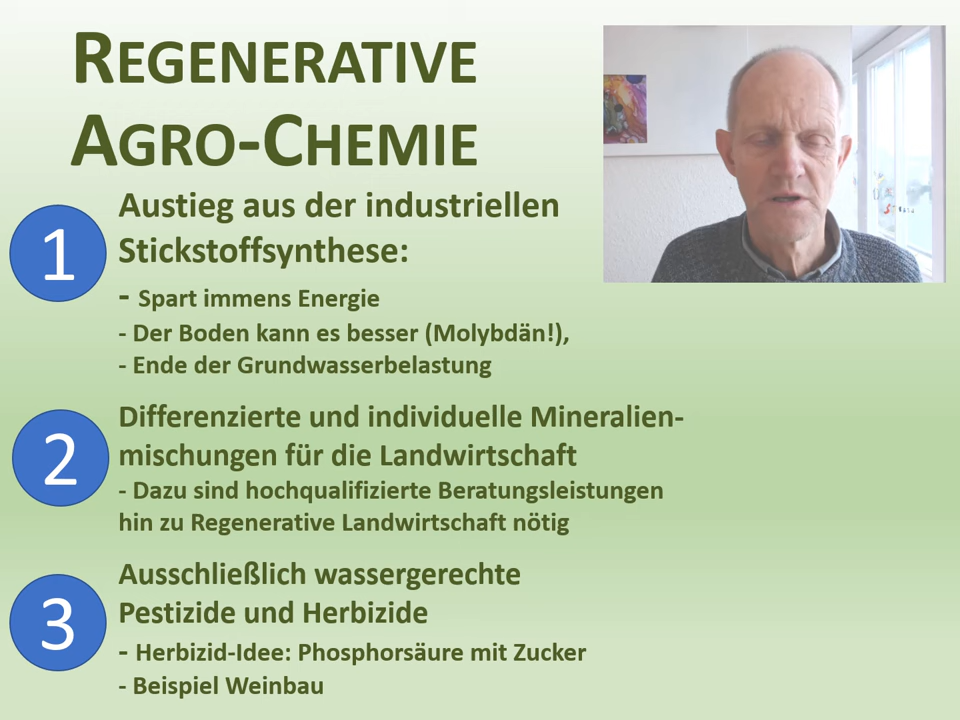 REGENERATIVE
AGRO-CHEMIE
1
Austieg aus der industriellen
Stickstoffsynthese:
- Spart immens Energie
- Der Boden kann es besser (Molybdän!),
- Ende der Grundwasserbelastung
2
Differenzierte und individuelle Mineralien-
mischungen für die Landwirtschaft
- Dazu sind hochqualifizierte Beratungsleistungen
hin zu Regenerative Landwirtschaft nötig
3
Ausschließlich wassergerechte
Pestizide und Herbizide
- Herbizid-Idee: Phosphorsäure mit Zucker
- Beispiel Weinbau